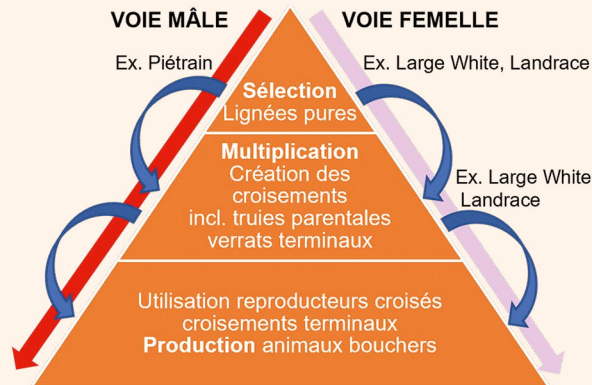 VOIE MÂLE
VOIE FEMELLE
Ex. Piétrain
Ex. Large White, Landrace
Sélection
Lignées pures
Multiplication
Création des
croisements
incl. truies parentales
verrats terminaux
Ex. Large White
Landrace
Utilisation reproducteurs croisés
croisements terminaux
Production animaux bouchers